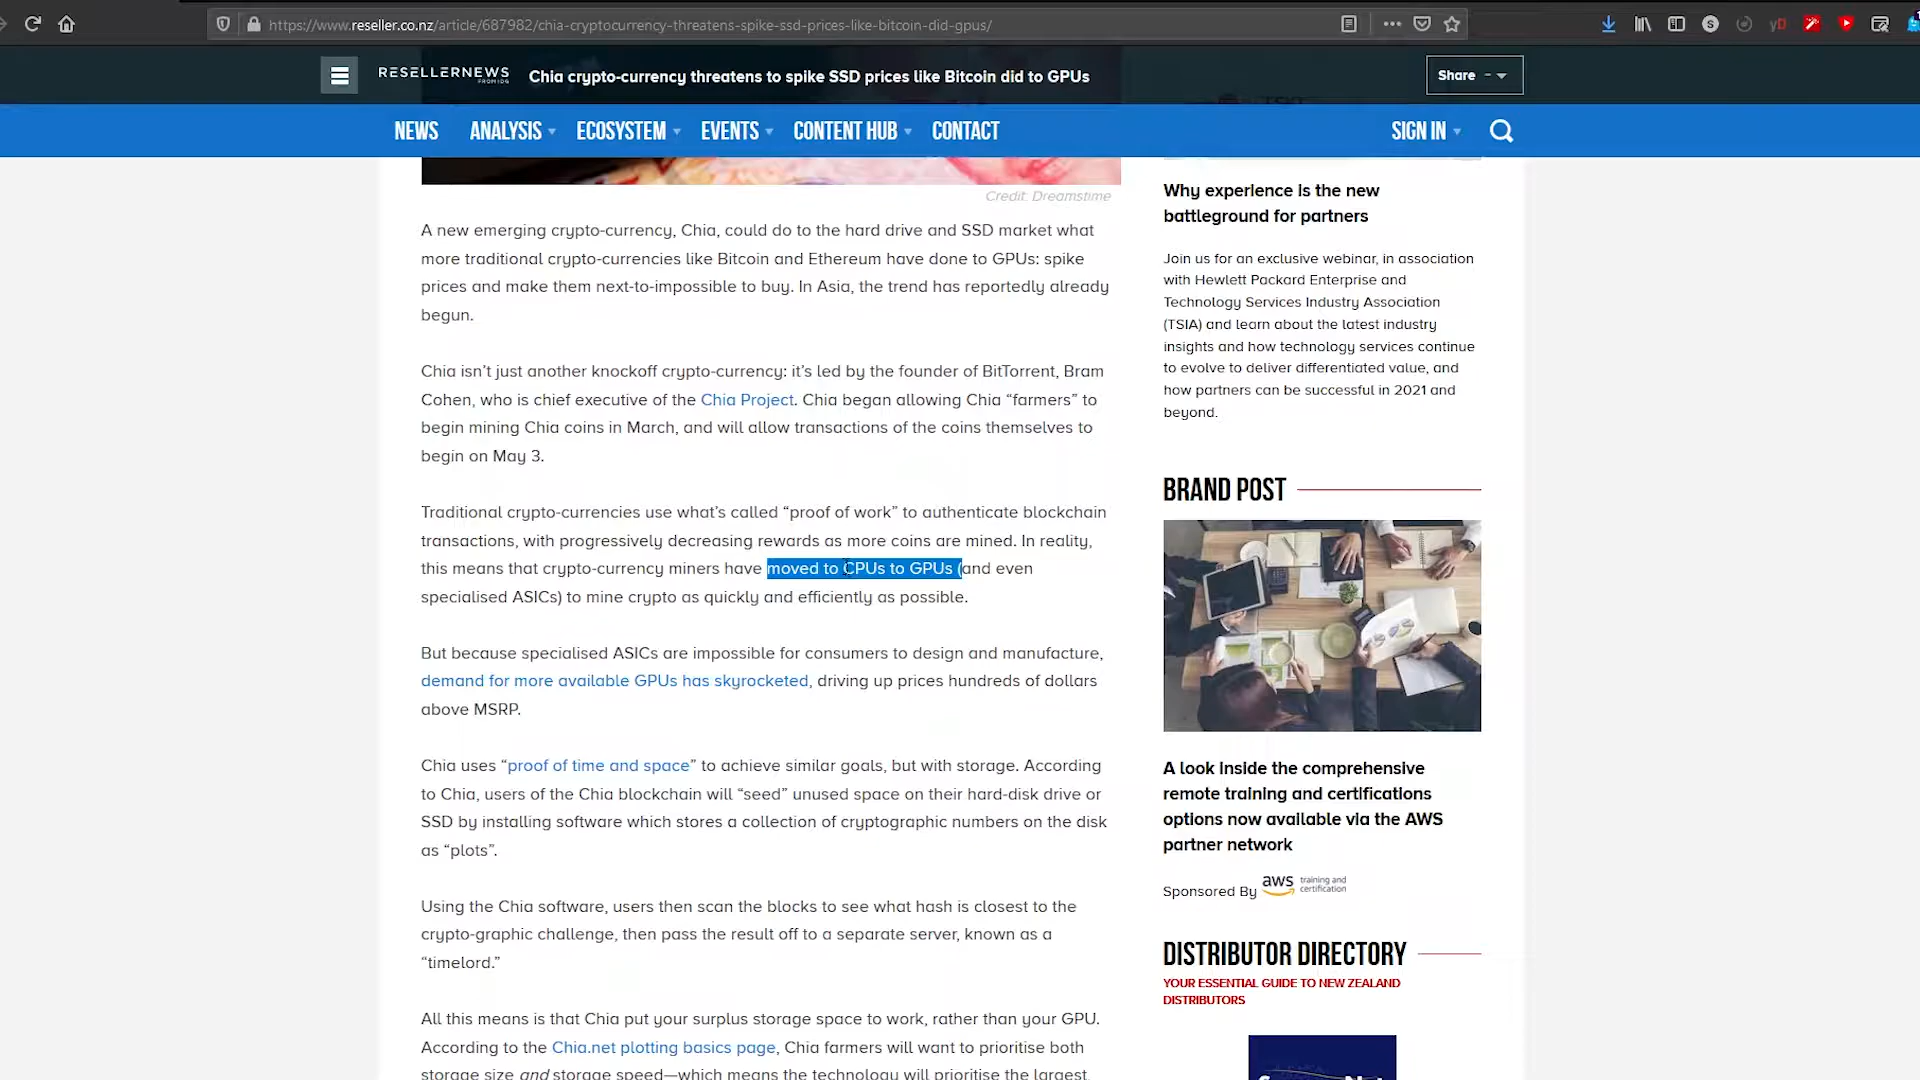 https://www.reseller.co.nz/article/687982/chia-cryptocurrency-threatens-spike-ssd-prices-like-bitcoin-did-gpus/
RESELLERNEWS
FROM IDG
Chia crypto-currency threatens to spike SSD prices like Bitcoin did to GPUs
Share
NEWS ANALYSIS ECOSYSTEM EVENTS CONTENT HUB CONTACT SIGN IN
Credit: Dreamstime
A new emerging crypto-currency, Chia, could do to the hard drive and SSD market what
more traditional crypto-currencies like Bitcoin and Ethereum have done to GPUs: spike
prices and make them next-to-impossible to buy. In Asia, the trend has reportedly already
begun.
Chia isn’t just another knockoff crypto-currency: it’s led by the founder of BitTorrent, Bram
Cohen, who is chief executive of the Chia Project. Chia began allowing Chia “farmers” to
begin mining Chia coins in March, and will allow transactions of the coins themselves to
begin on May 3.
Traditional crypto-currencies use what’s called “proof of work” to authenticate blockchain
transactions, with progressively decreasing rewards as more coins are mined. In reality,
this means that crypto-currency miners have moved to CPUs to GPUs (and even
specialised ASICs) to mine crypto as quickly and efficiently as possible.
But because specialised ASICs are impossible for consumers to design and manufacture,
demand for more available GPUs has skyrocketed, driving up prices hundreds of dollars
above MSRP.
Chia uses “proof of time and space” to achieve similar goals, but with storage. According
to Chia, users of the Chia blockchain will “seed” unused space on their hard-disk drive or
SSD by installing software which stores a collection of cryptographic numbers on the disk
as “plots”.
Using the Chia software, users then scan the blocks to see what hash is closest to the
crypto-graphic challenge, then pass the result off to a separate server, known as a
“timelord.”
All this means is that Chia put your surplus storage space to work, rather than your GPU.
According to the Chia.net plotting basics page, Chia farmers will want to prioritise both
storage size and storage speed—which means the technology will prioritise the largest,
Why experience is the new
battleground for partners
Join us for an exclusive webinar, in association
with Hewlett Packard Enterprise and
Technology Services Industry Association
(TSIA) and learn about the latest industry
insights and how technology services continue
to evolve to deliver differentiated value, and
how partners can be successful in 2021 and
beyond.
BRAND POST
A look inside the comprehensive
remote training and certifications
options now available via the AWS
partner network
Sponsored By aws training and
certification
DISTRIBUTOR DIRECTORY
YOUR ESSENTIAL GUIDE TO NEW ZEALAND
DISTRIBUTORS